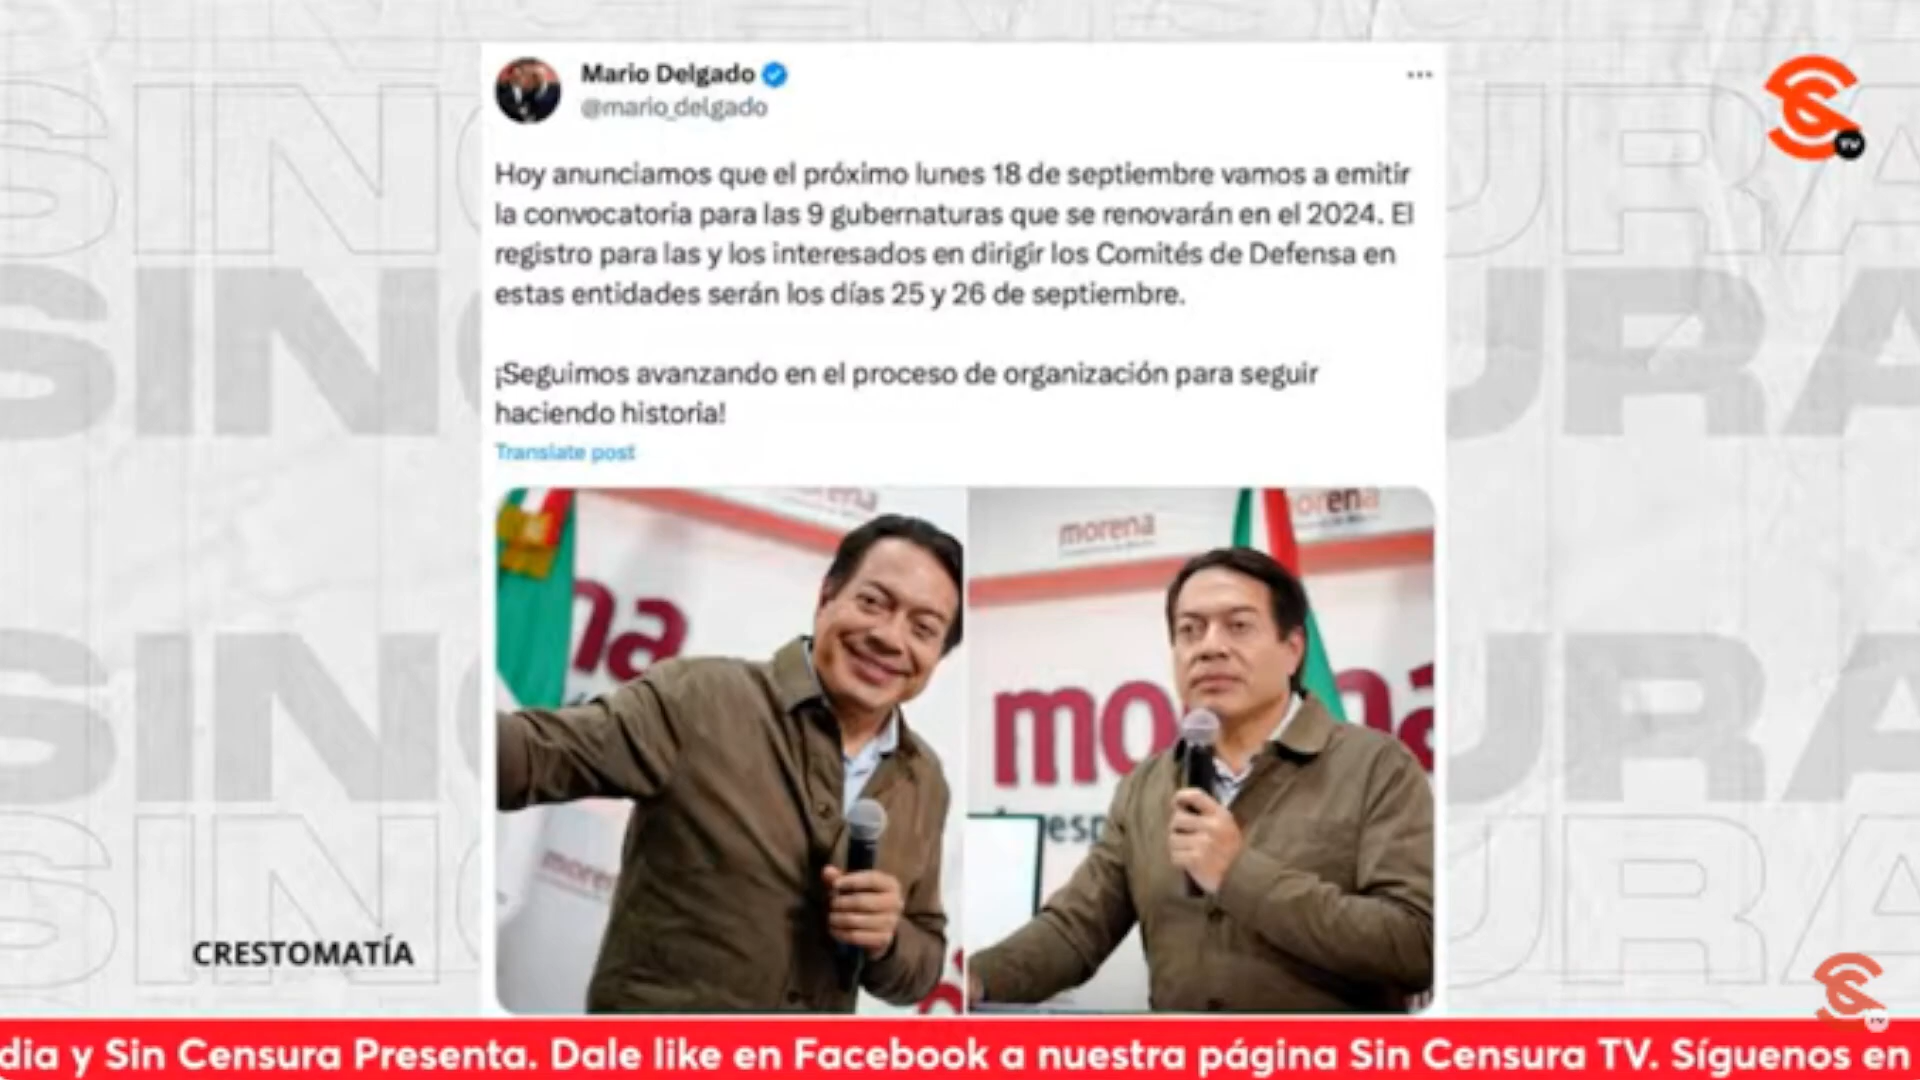 Mario Delgado
@mario_delgado
Hoy anunciamos que el próximo lunes 18 de septiembre vamos a emitir
la convocatoria para las 9 gubernaturas que se renovarán en el 2024. El
registro para las y los interesados en dirigir los Comités de Defensa en
estas entidades serán los días 25 y 26 de septiembre.
¡Seguimos avanzando en el proceso de organización para seguir
haciendo historia!
Translate post
morena
morena
CRESTOMATÍA
TV
dia y Sin Censura Presenta. Dale like en Facebook a nuestra página Sin Censura TV. Síguenos en